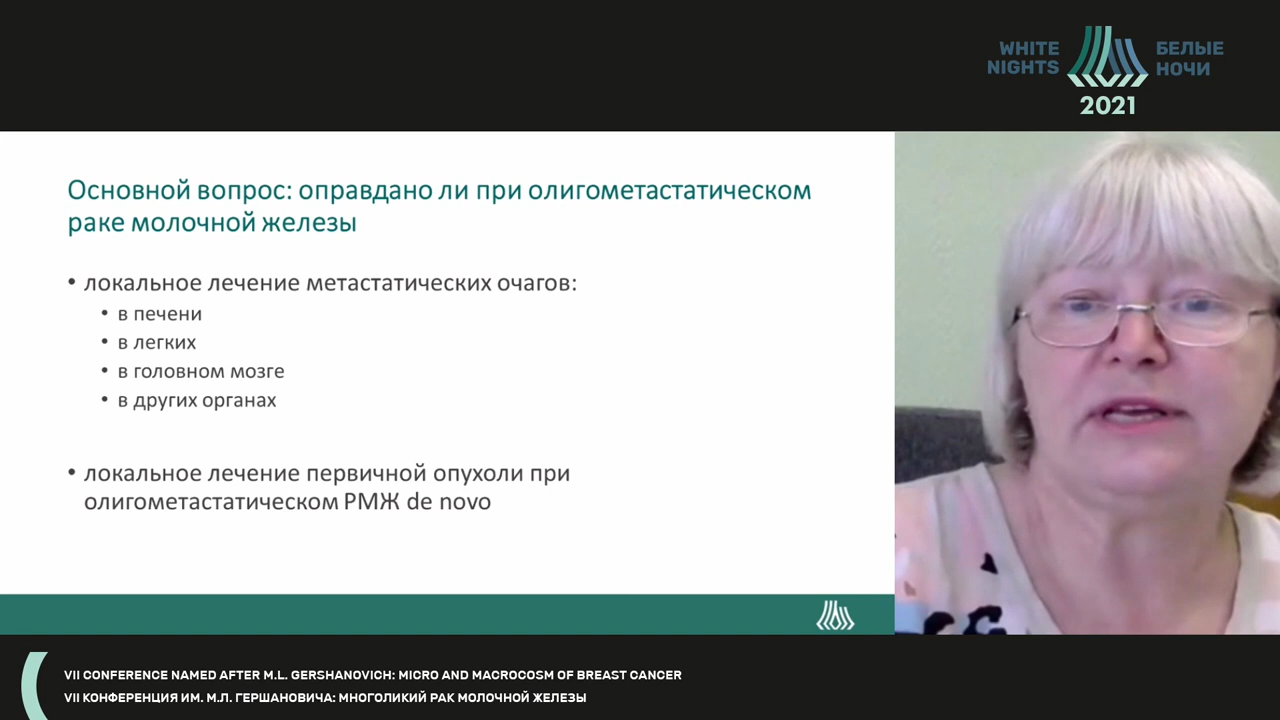 WHITE NIGHTS
БЕЛЫЕ НОЧИ
2021
Основной вопрос: оправдано ли при олигометастатическом
раке молочной железы
• локальное лечение метастатических очагов:
• в печени
• в легких
• в головном мозге
• в других органах
• локальное лечение первичной опухоли при
олигометастатическом РМЖ de novo
VII CONFERENCE NAMED AFTER M.L. GERSHANOVICH: MICRO AND MACROCOSM OF BREAST CANCER
VII КОНФЕРЕНЦИЯ ИМ. М.Л. ГЕРШАНОВИЧА: МНОГОЛИКИЙ РАК МОЛОЧНОЙ ЖЕЛЕЗЫ